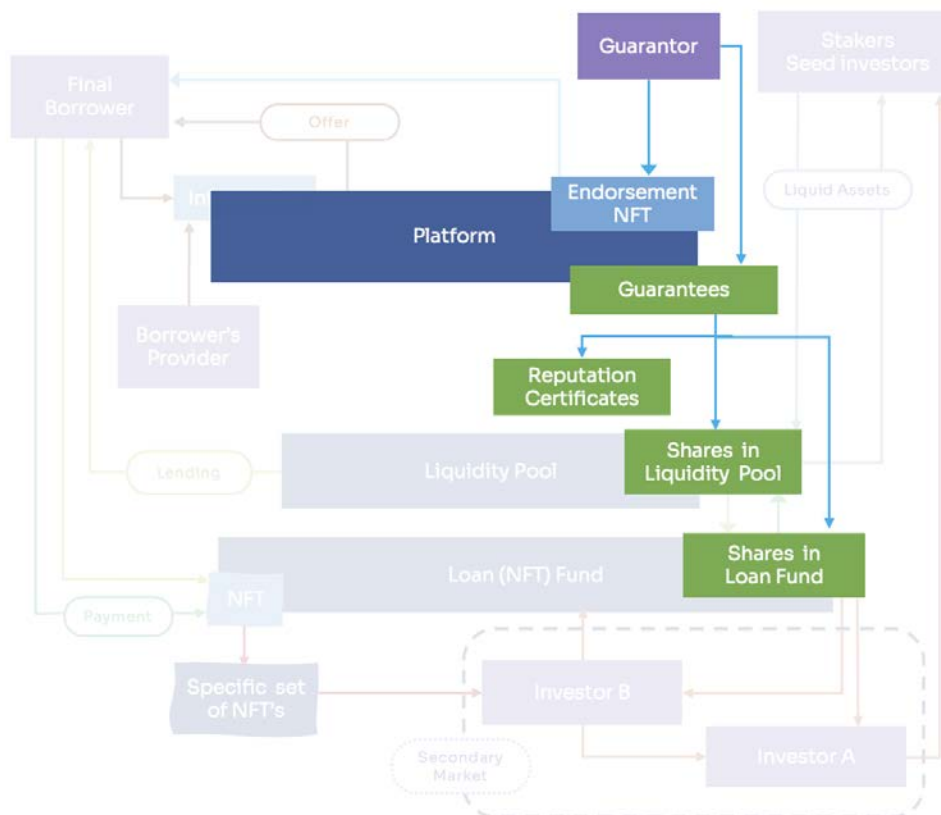 Guarantor
Stakers
Seed investors
Final
Borrower
Offer
Endorsement
NFT
Liquid Assets
Platform
Guarantees
Borrower's
Provider
Reputation
Certificates
Shares in
Liquidity Pool
Liquidity Pool
Lending
Shares in
Loan Fund
Loan (NFT) Fund
NFT
Payment
Specific set
of NFT's
Investor B
Investor A
Secondary
Market